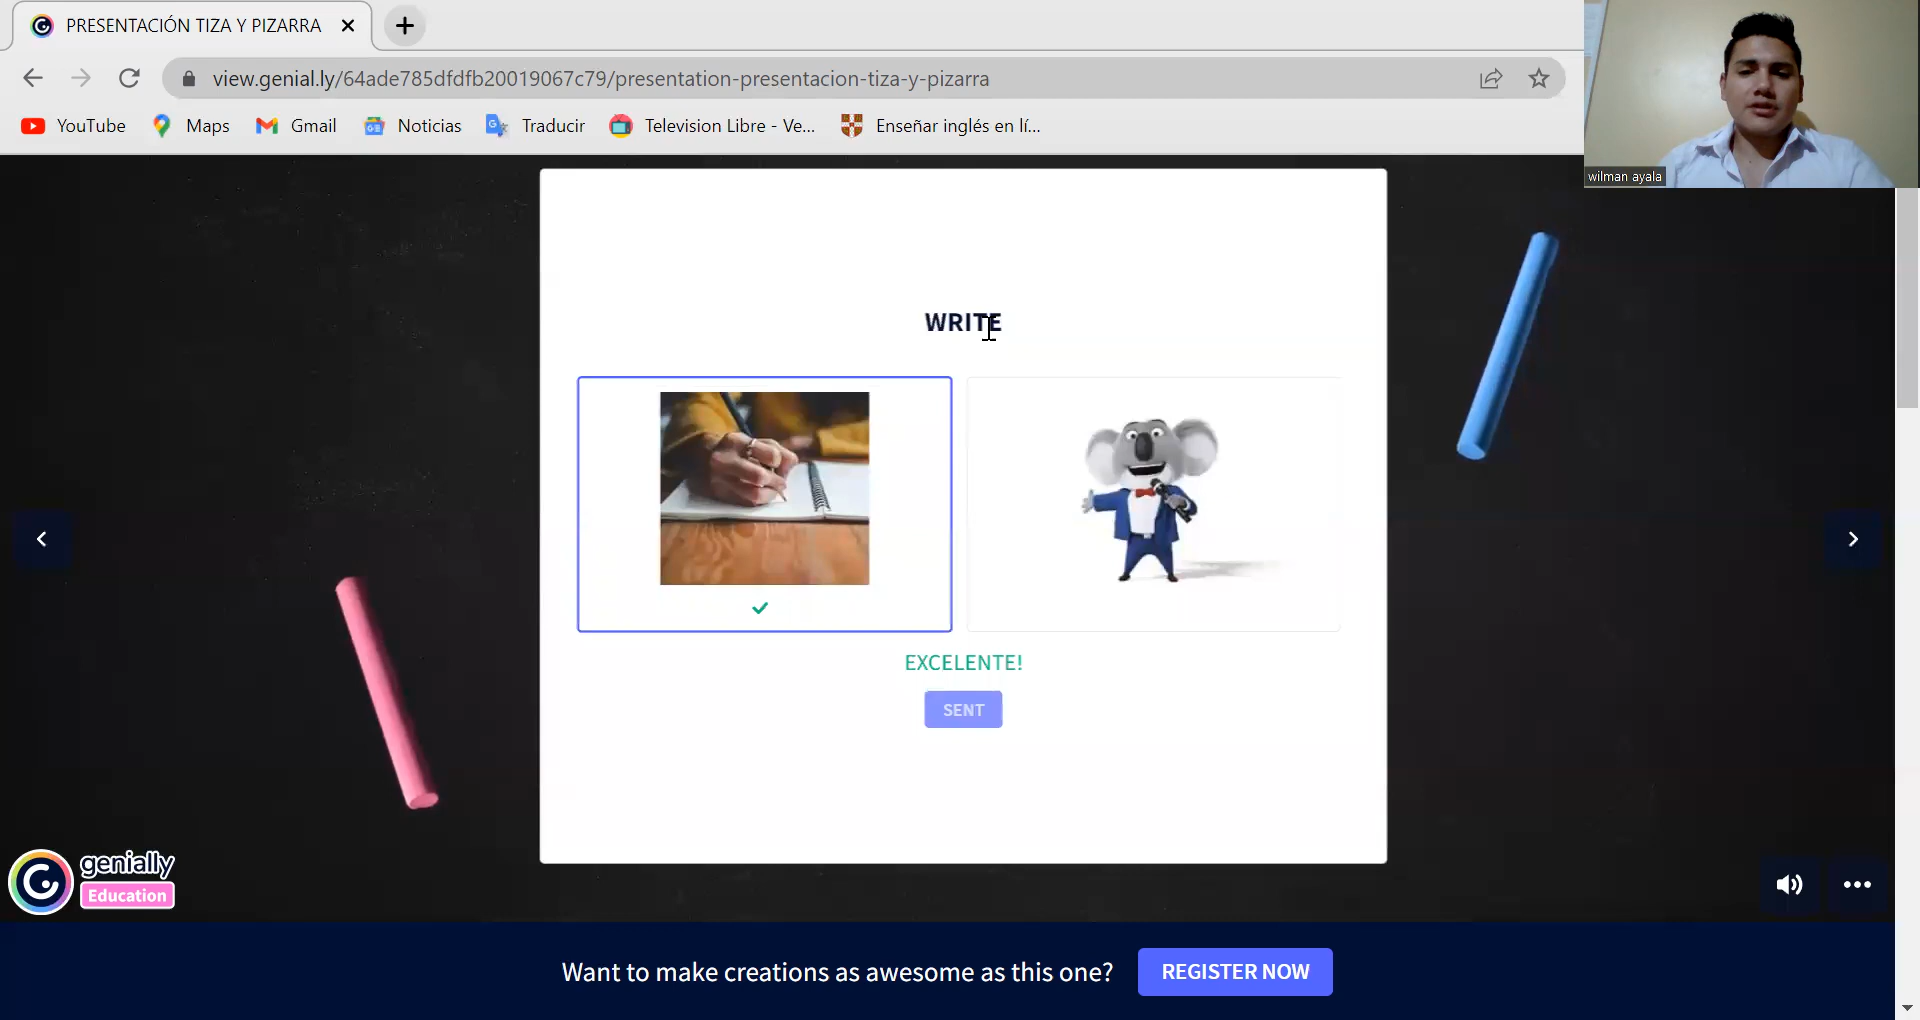 PRESENTACIÓN TIZA Y PIZARRA
view.genial.ly/64ade785dfdfb20019067c79/presentation-presentacion-tiza-y-pizarra
YouTube Maps Gmail Noticias Traducir Television Libre - Ve... Enseñar inglés en lí...
wilman ayala
WRITE
EXCELENTE!
SENT
genially
Education
Want to make creations as awesome as this one? REGISTER NOW